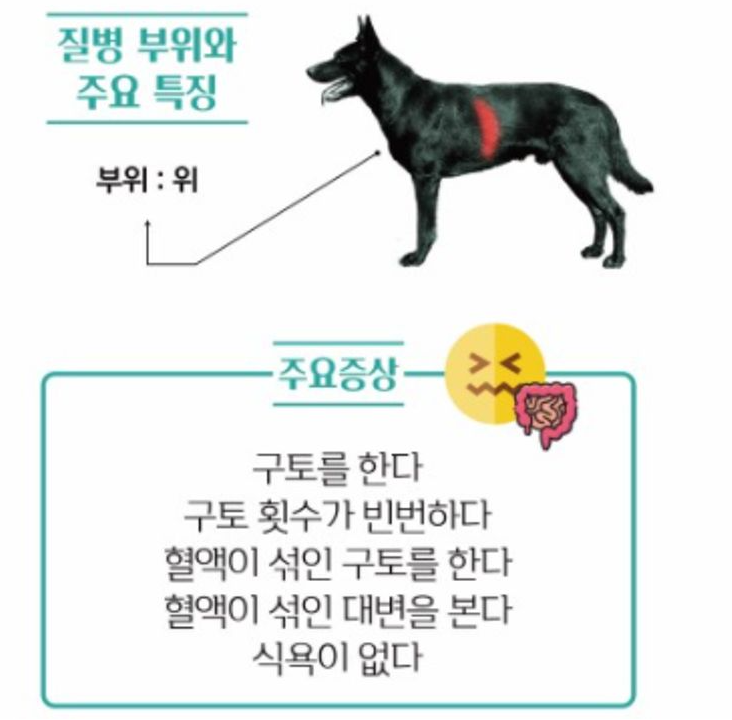 질병 부위와
주요 특징
부위 : 위
주요증상
구토를 한다
구토 횟수가 빈번하다
혈액이 섞인 구토를 한다
혈액이 섞인 대변을 본다
식욕이 없다